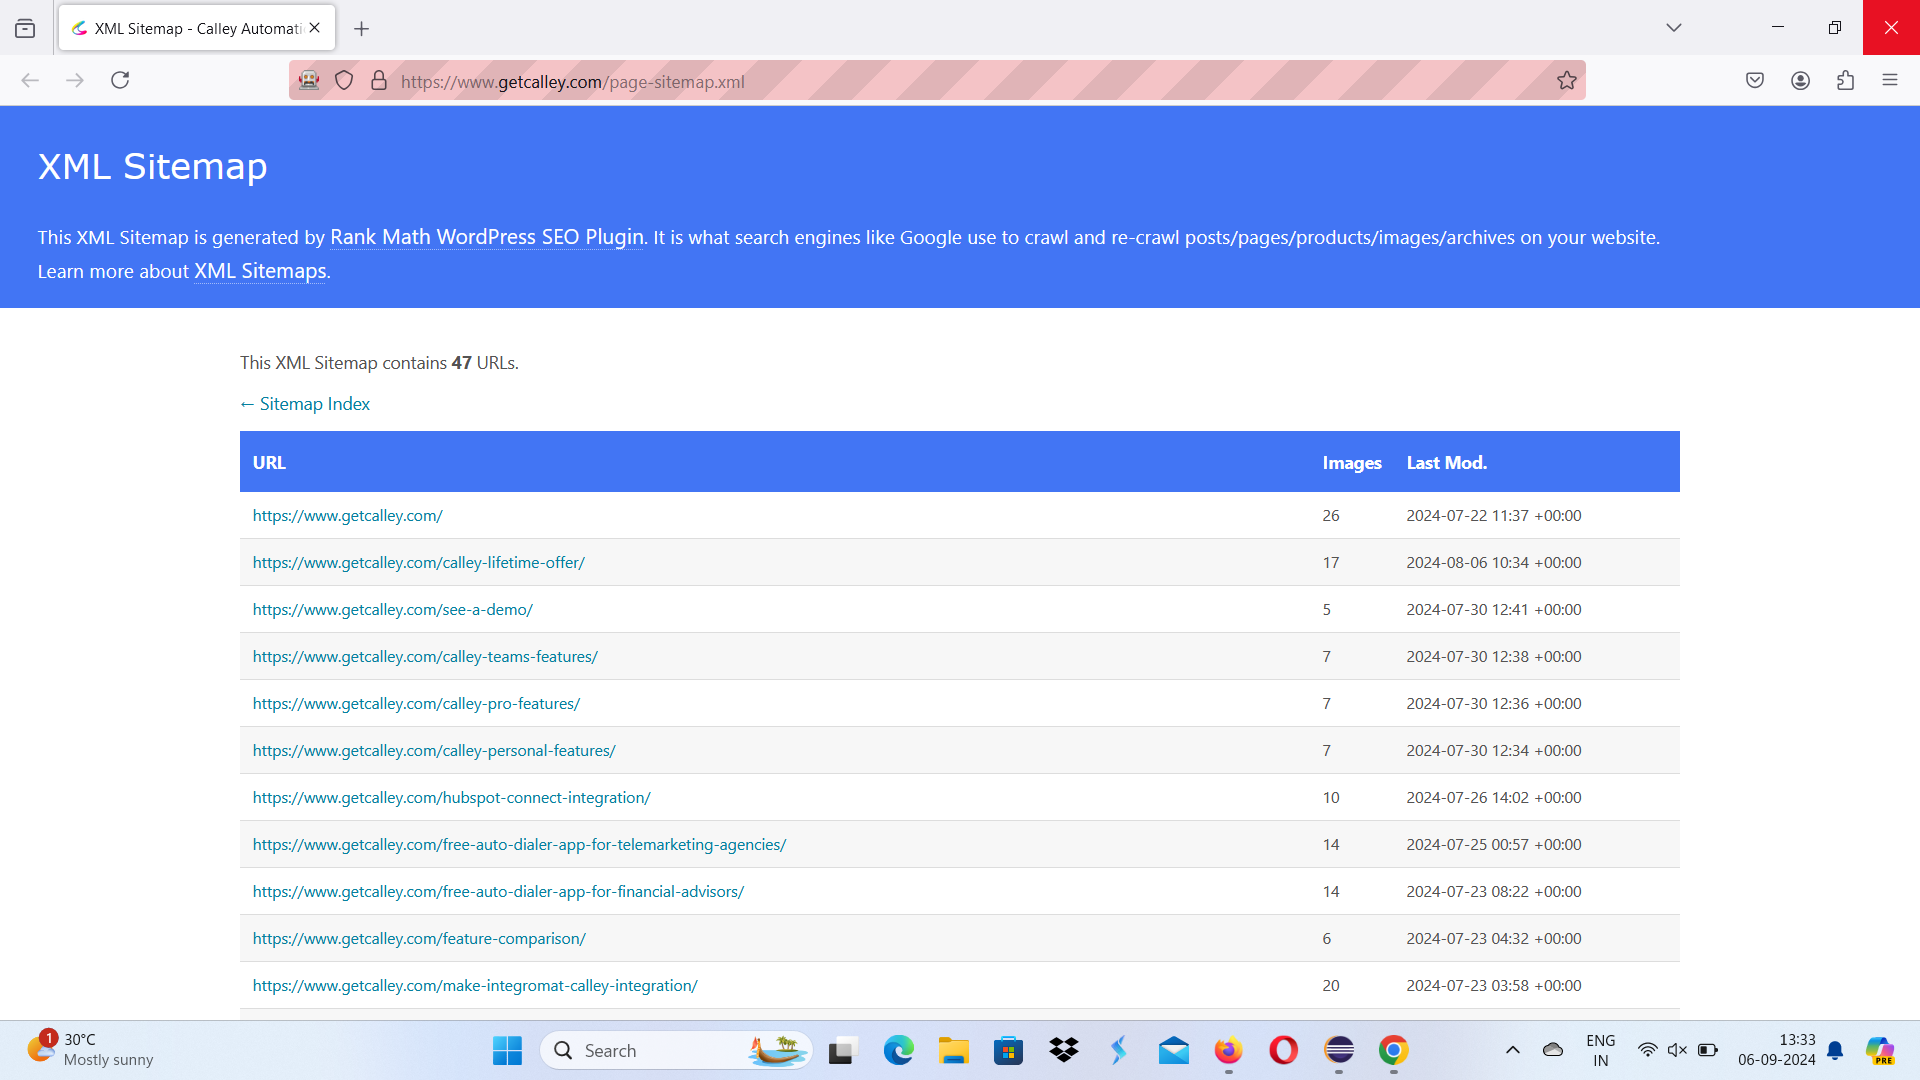 XML Sitemap - Calley Automati
https://www.getcalley.com/page-sitemap.xml
XML Sitemap
This XML Sitemap is generated by Rank Math WordPress SEO Plugin. It is what search engines like Google use to crawl and re-crawl posts/pages/products/images/archives on your website.
Learn more about XML Sitemaps.
This XML Sitemap contains 47 URLs.
← Sitemap Index
URL Images Last Mod.
https://www.getcalley.com/ 26 2024-07-22 11:37 +00:00
https://www.getcalley.com/calley-lifetime-offer/ 17 2024-08-06 10:34 +00:00
https://www.getcalley.com/see-a-demo/ 5 2024-07-30 12:41 +00:00
https://www.getcalley.com/calley-teams-features/ 7 2024-07-30 12:38 +00:00
https://www.getcalley.com/calley-pro-features/ 7 2024-07-30 12:36 +00:00
https://www.getcalley.com/calley-personal-features/ 7 2024-07-30 12:34 +00:00
https://www.getcalley.com/hubspot-connect-integration/ 10 2024-07-26 14:02 +00:00
https://www.getcalley.com/free-auto-dialer-app-for-telemarketing-agencies/ 14 2024-07-25 00:57 +00:00
https://www.getcalley.com/free-auto-dialer-app-for-financial-advisors/ 14 2024-07-23 08:22 +00:00
https://www.getcalley.com/feature-comparison/ 6 2024-07-23 04:32 +00:00
https://www.getcalley.com/make-integromat-calley-integration/ 20 2024-07-23 03:58 +00:00
1
30°C
Mostly sunny
Search
ENG
IN
13:33
06-09-2024
PRE